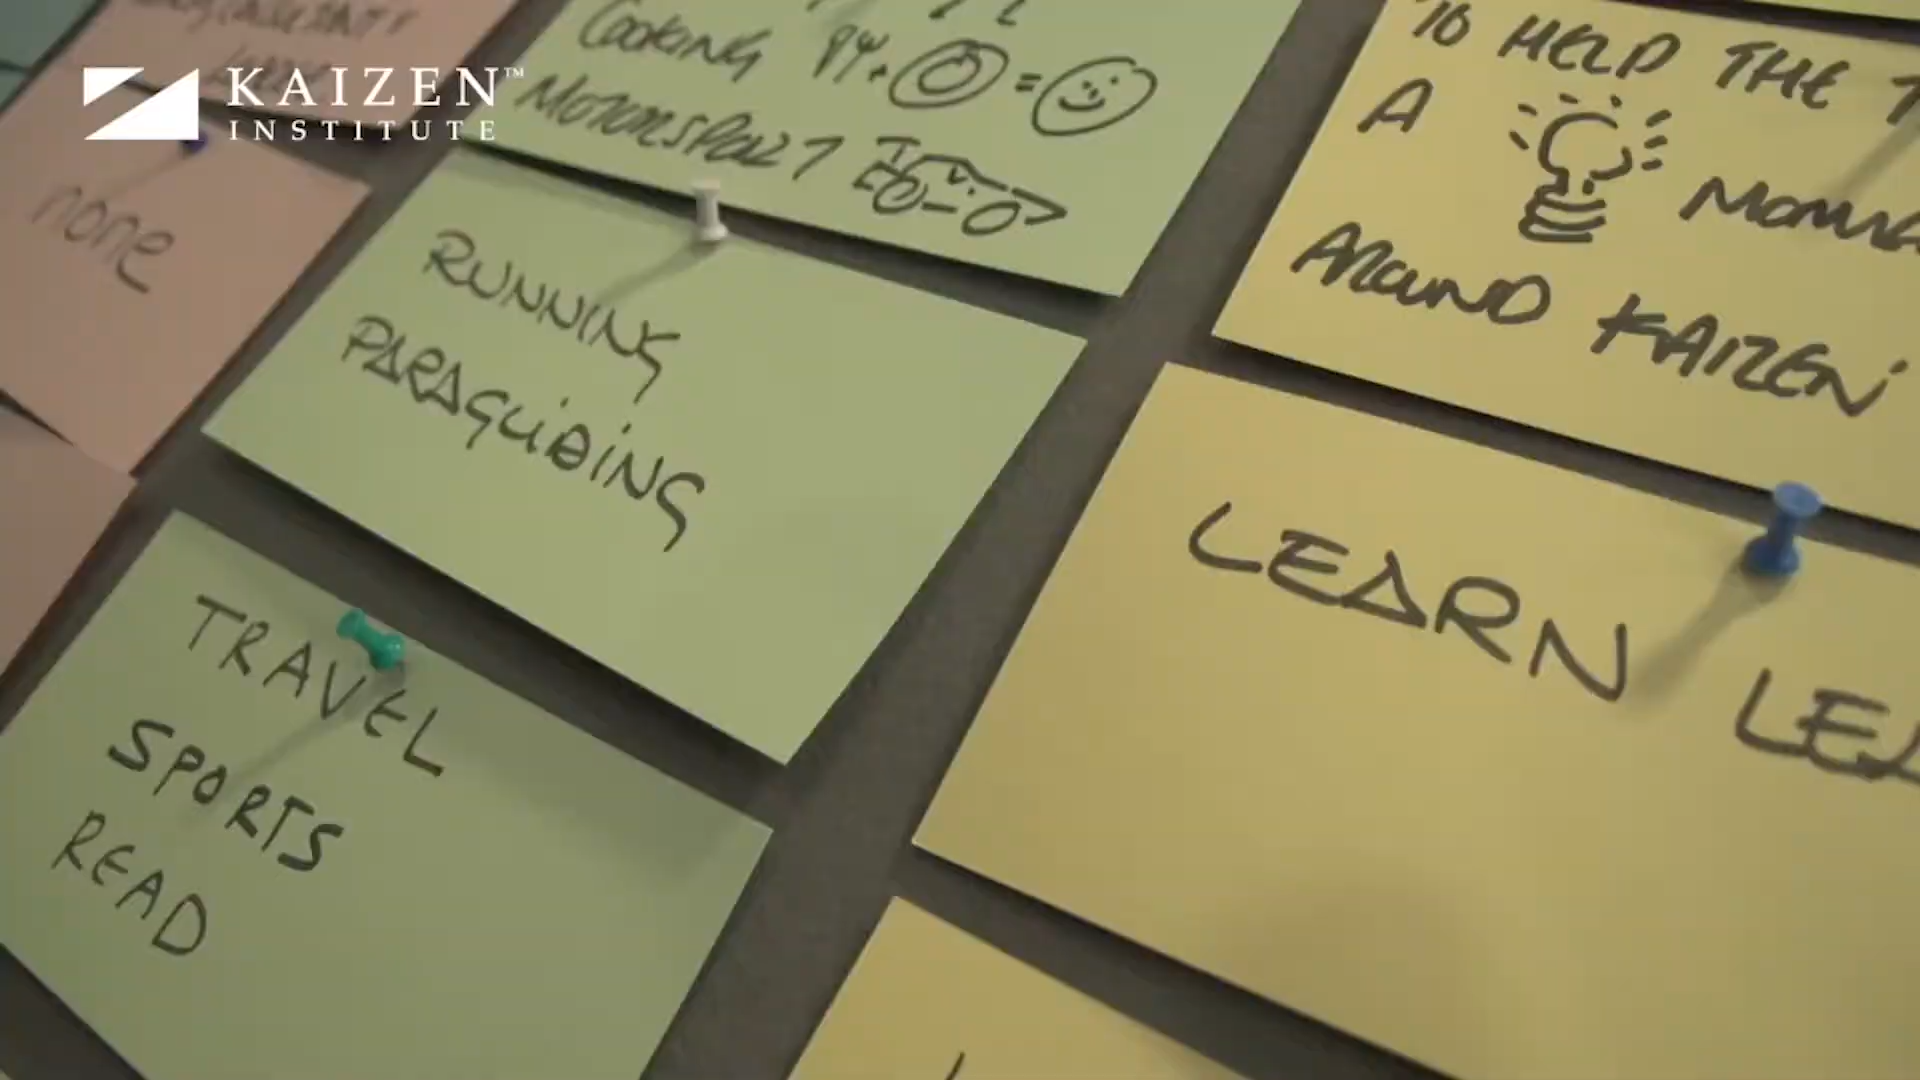 KAIZEN™
INSTITUTE
none
Cooking
MOTORSPORT
RUNNING
PARAGLIDING
TRAVEL
SPORTS
READ
TO HELP THE
A
AROUND KAIZEN
LEARN